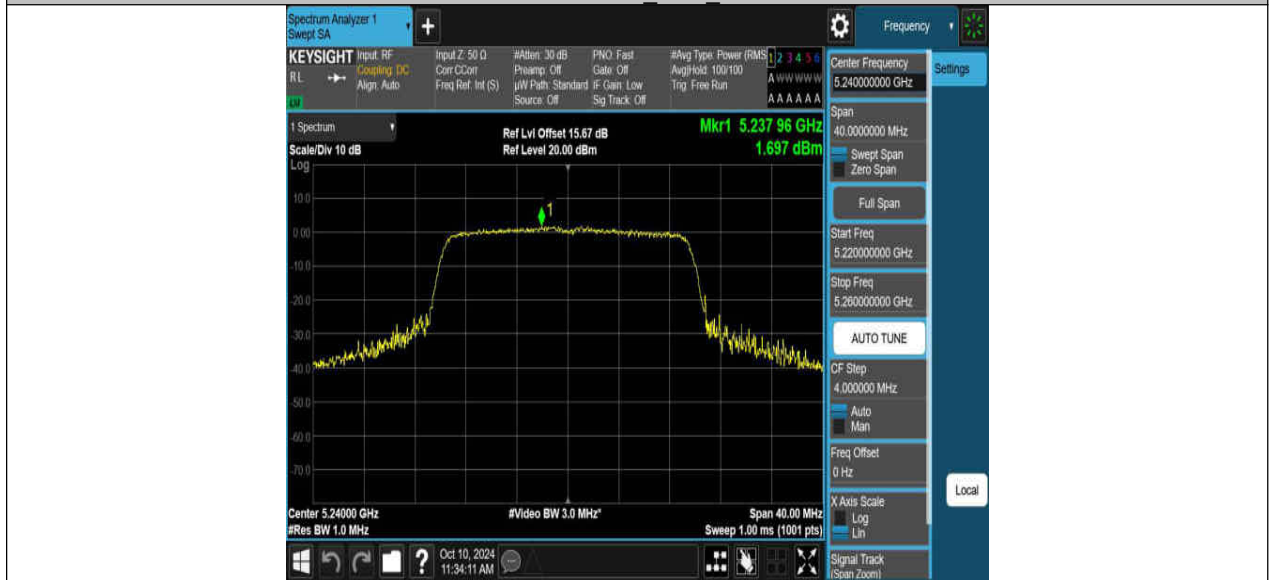 Spectrum Analyzer 1
Swept SA
+
Frequency
KEYSIGHT
RL
LM
Input: RF
Coupling: DC
Align: Auto
Input Z: 50 Ω
Corr CCorr
Freq Ref: Int (S)
#Atten: 30 dB
Preamp: Off
µW Path: Standard
Source: Off
PNO: Fast
Gate: Off
IF Gain: Low
Sig Track: Off
#Avg Type: Power (RMS
Avg|Hold: 100/100
Trig: Free Run
1 2 3 4 5 6
A W W W W W
A A A A A A
1 Spectrum
Scale/Div 10 dB
Log
Ref Lvl Offset 15.67 dB
Ref Level 20.00 dBm
Mkr1 5.237 96 GHz
1.697 dBm
10.0
0.00
-10.0
-20.0
-30.0
-40.0
-50.0
-60.0
-70.0
1
Center 5.24000 GHz
#Res BW 1.0 MHz
#Video BW 3.0 MHz*
Span 40.00 MHz
Sweep 1.00 ms (1001 pts)
Center Frequency
5.240000000 GHz
Settings
Span
40.0000000 MHz
Swept Span
Zero Span
Full Span
Start Freq
5.220000000 GHz
Stop Freq
5.260000000 GHz
AUTO TUNE
CF Step
4.000000 MHz
Auto
Man
Freq Offset
0 Hz
X Axis Scale
Log
Lin
Local
Signal Track
(Span Zoom)
?
Oct 10, 2024
11:34:11 AM